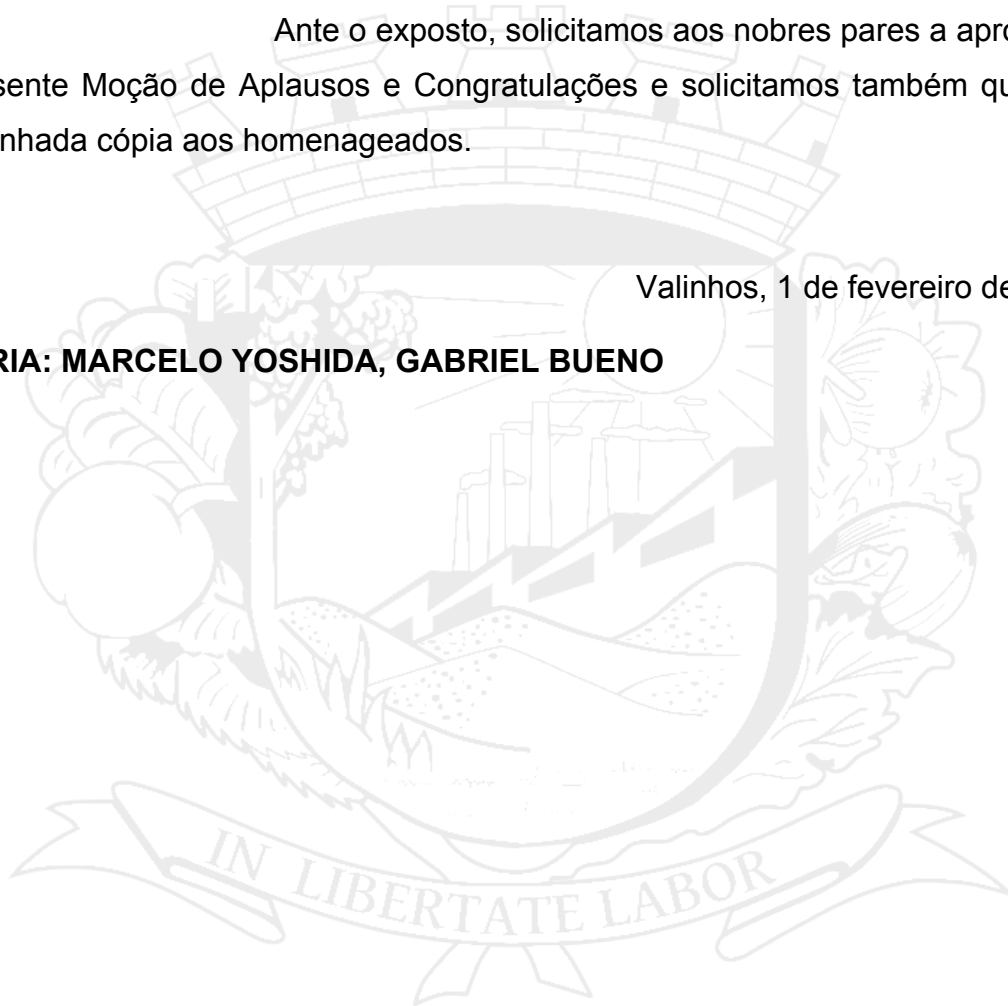 Ante o exposto, solicitamos aos nobres pares a apro
sente Moção de Aplausos e Congratulações e solicitamos também qu
nhada cópia aos homenageados.
Valinhos, 1 de fevereiro de
RIA: MARCELO YOSHIDA, GABRIEL BUENO
IN LIBERTATE LABOR